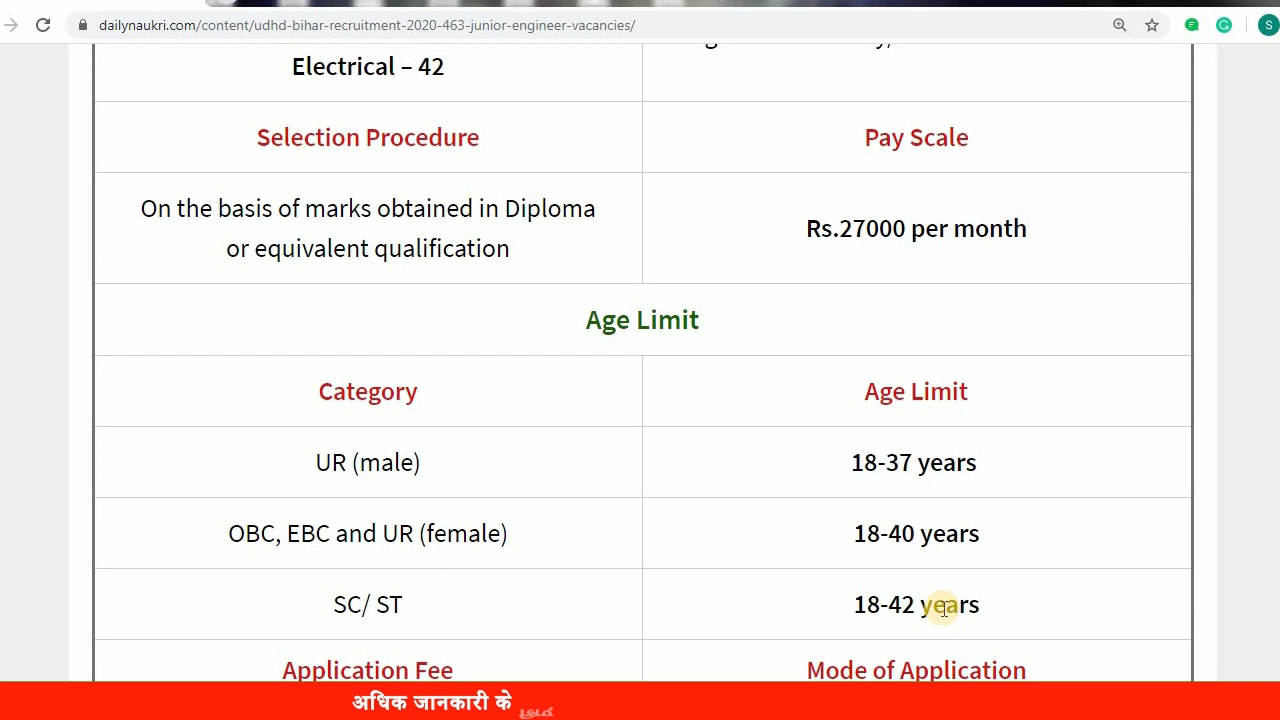 dailynaukri.com/content/udhd-bihar-recruitment-2020-463-junior-engineer-vacancies/
S
Electrical – 42
Selection Procedure
Pay Scale
On the basis of marks obtained in Diploma
or equivalent qualification
Rs.27000 per month
Age Limit
Category
Age Limit
UR (male)
18-37 years
OBC, EBC and UR (female)
18-40 years
SC/ ST
18-42 years
Application Fee
Mode of Application
अधिक जानकारी के